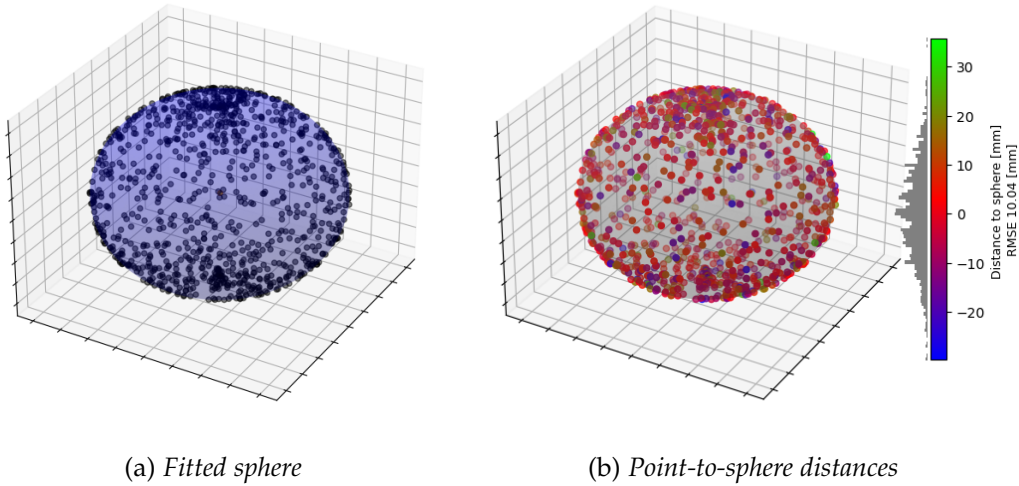 30
20
10
0
−10
−20
Distance to sphere [mm]
RMSE 10.04 [mm]
(a) Fitted sphere
(b) Point-to-sphere distances